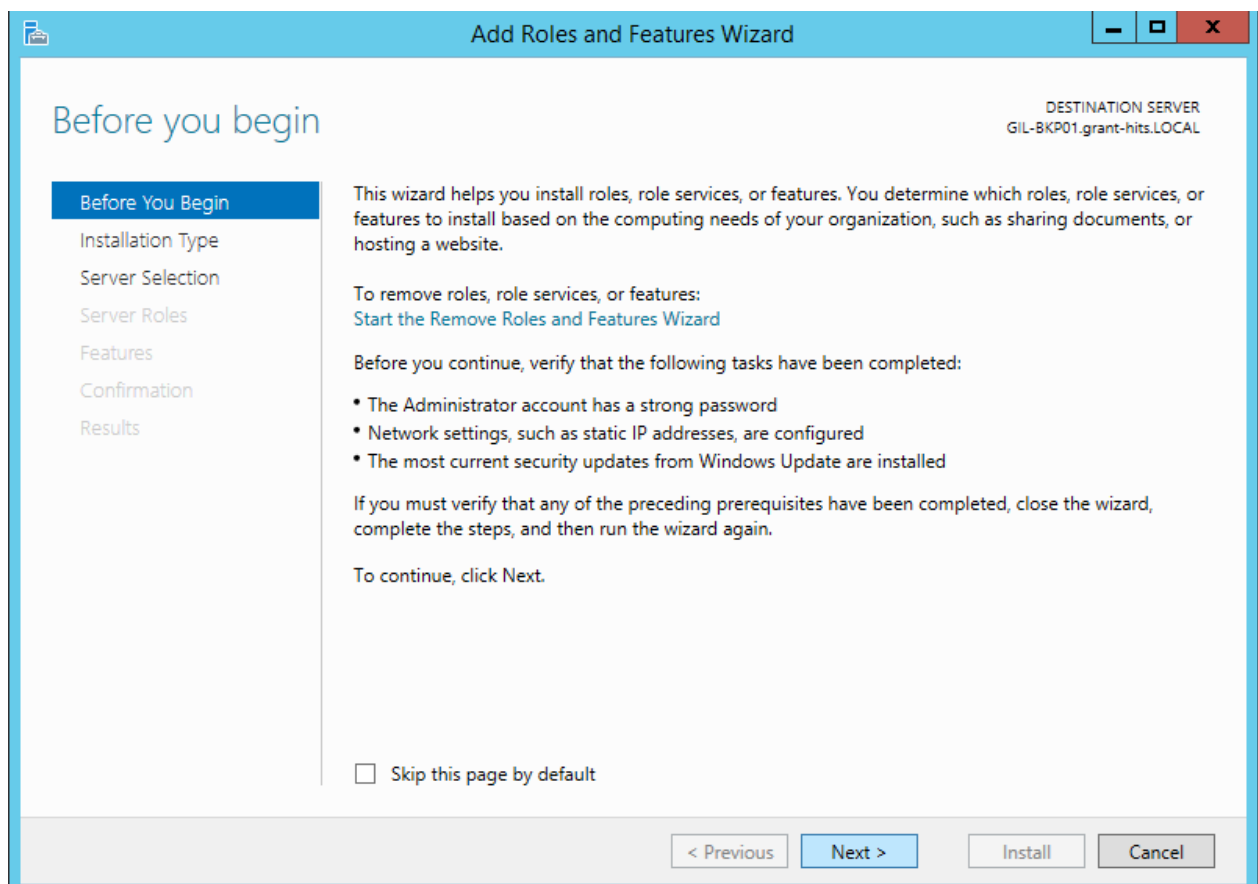 Add Roles and Features Wizard
Before you begin
DESTINATION SERVER
GIL-BKP01.grant-hits.LOCAL
Before You Begin
Installation Type
Server Selection
Server Roles
Features
Confirmation
Results
This wizard helps you install roles, role services, or features. You determine which roles, role services, or
features to install based on the computing needs of your organization, such as sharing documents, or
hosting a website.
To remove roles, role services, or features:
Start the Remove Roles and Features Wizard
Before you continue, verify that the following tasks have been completed:
• The Administrator account has a strong password
• Network settings, such as static IP addresses, are configured
• The most current security updates from Windows Update are installed
If you must verify that any of the preceding prerequisites have been completed, close the wizard,
complete the steps, and then run the wizard again.
To continue, click Next.
Skip this page by default
< Previous
Next >
Install
Cancel